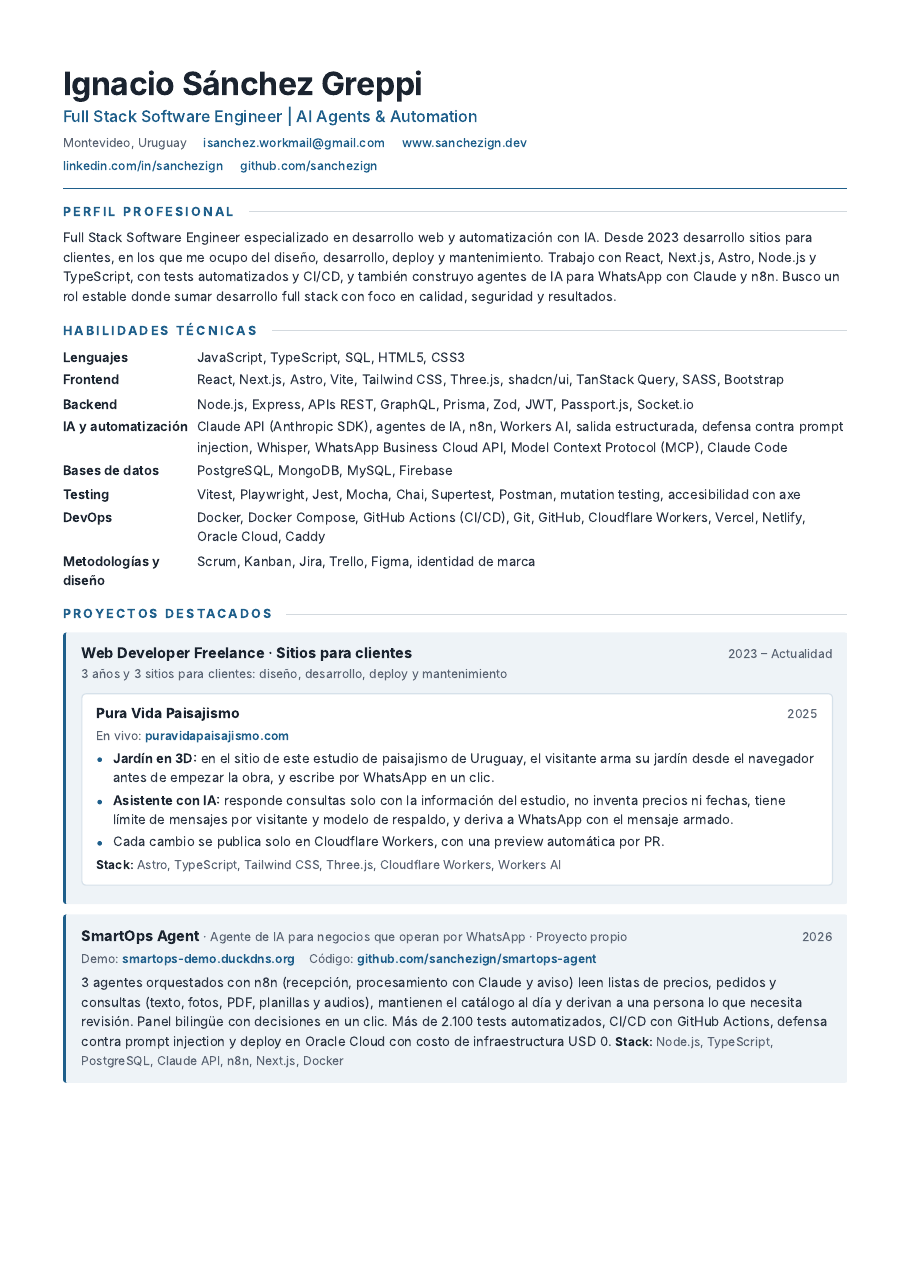 Ignacio Sánchez Greppi
Full Stack Software Engineer | AI Agents & Automation
Montevideo, Uruguay isanchez.workmail@gmail.com www.sanchezign.dev
linkedin.com/in/sanchezign github.com/sanchezign
PERFIL PROFESIONAL
Full Stack Software Engineer especializado en desarrollo web y automatización con IA. Desde 2023 desarrollo sitios para
clientes, en los que me ocupo del diseño, desarrollo, deploy y mantenimiento. Trabajo con React, Next.js, Astro, Node.js y
TypeScript, con tests automatizados y CI/CD, y también construyo agentes de IA para WhatsApp con Claude y n8n. Busco un
rol estable donde sumar desarrollo full stack con foco en calidad, seguridad y resultados.
HABILIDADES TÉCNICAS
Lenguajes JavaScript, TypeScript, SQL, HTML5, CSS3
Frontend React, Next.js, Astro, Vite, Tailwind CSS, Three.js, shadcn/ui, TanStack Query, SASS, Bootstrap
Backend Node.js, Express, APIs REST, GraphQL, Prisma, Zod, JWT, Passport.js, Socket.io
IA y automatización Claude API (Anthropic SDK), agentes de IA, n8n, Workers AI, salida estructurada, defensa contra prompt
injection, Whisper, WhatsApp Business Cloud API, Model Context Protocol (MCP), Claude Code
Bases de datos PostgreSQL, MongoDB, MySQL, Firebase
Testing Vitest, Playwright, Jest, Mocha, Chai, Supertest, Postman, mutation testing, accesibilidad con axe
DevOps Docker, Docker Compose, GitHub Actions (CI/CD), Git, GitHub, Cloudflare Workers, Vercel, Netlify,
Oracle Cloud, Caddy
Metodologías y Scrum, Kanban, Jira, Trello, Figma, identidad de marca
diseño
PROYECTOS DESTACADOS
Web Developer Freelance · Sitios para clientes 2023 – Actualidad
3 años y 3 sitios para clientes: diseño, desarrollo, deploy y mantenimiento
Pura Vida Paisajismo 2025
En vivo: puravidapaisajismo.com
• Jardín en 3D: en el sitio de este estudio de paisajismo de Uruguay, el visitante arma su jardín desde el navegador
antes de empezar la obra, y escribe por WhatsApp en un clic.
• Asistente con IA: responde consultas solo con la información del estudio, no inventa precios ni fechas, tiene
límite de mensajes por visitante y modelo de respaldo, y deriva a WhatsApp con el mensaje armado.
• Cada cambio se publica solo en Cloudflare Workers, con una preview automática por PR.
Stack: Astro, TypeScript, Tailwind CSS, Three.js, Cloudflare Workers, Workers AI
SmartOps Agent · Agente de IA para negocios que operan por WhatsApp · Proyecto propio 2026
Demo: smartops-demo.duckdns.org Código: github.com/sanchezign/smartops-agent
3 agentes orquestados con n8n (recepción, procesamiento con Claude y aviso) leen listas de precios, pedidos y
consultas (texto, fotos, PDF, planillas y audios), mantienen el catálogo al día y derivan a una persona lo que necesita
revisión. Panel bilingüe con decisiones en un clic. Más de 2.100 tests automatizados, CI/CD con GitHub Actions, defensa
contra prompt injection y deploy en Oracle Cloud con costo de infraestructura USD 0. Stack: Node.js, TypeScript,
PostgreSQL, Claude API, n8n, Next.js, Docker